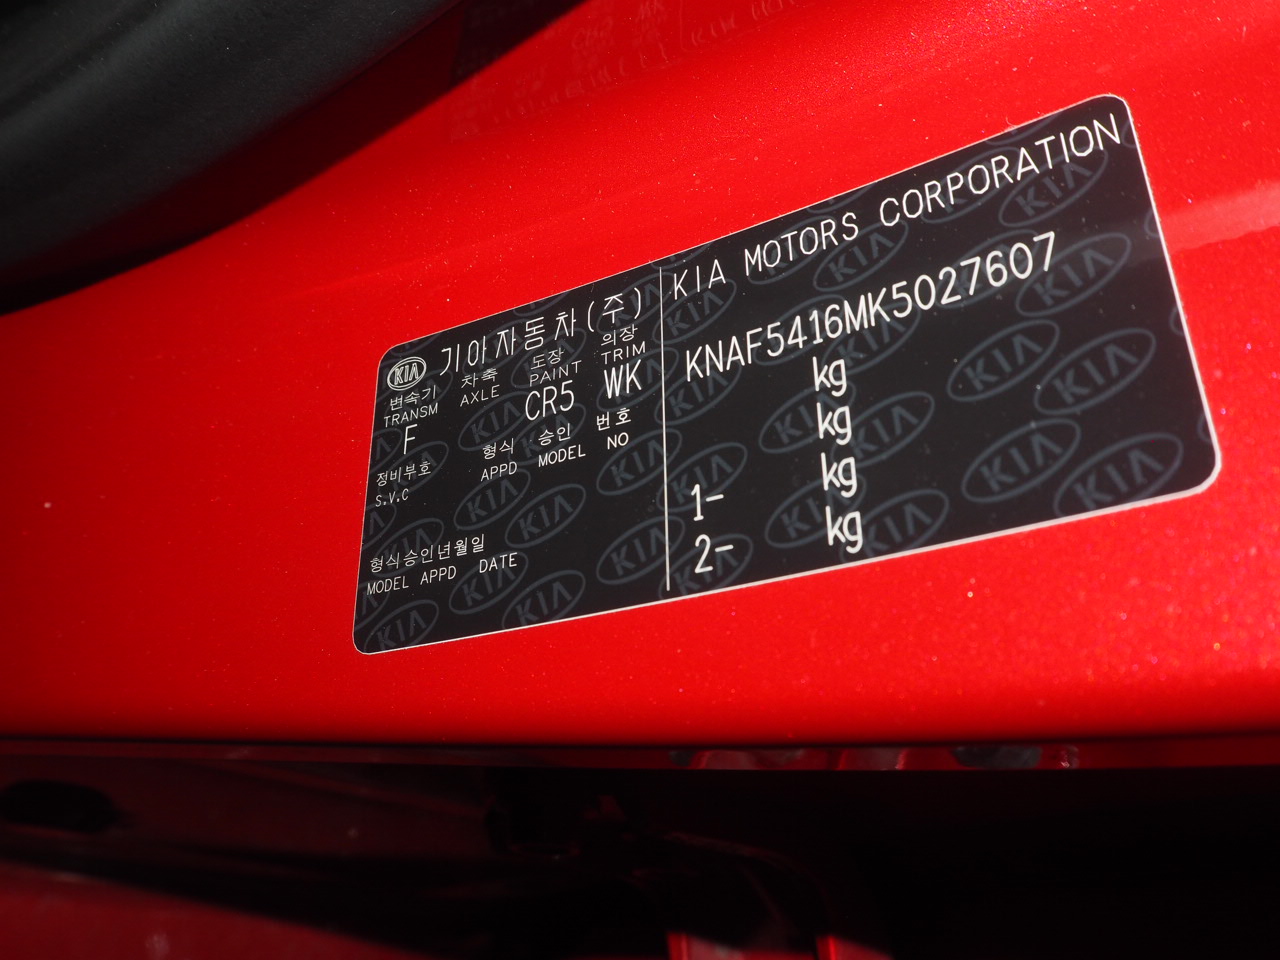 KIA 기아자동차(주)
변속기 차축 도장 의장
TRANSM AXLE PAINT TRIM
F CR5 WK
정비부호 형식 승인 번호
S.V.C APPD MODEL NO
형식승인년월일
MODEL APPD DATE
KIA MOTORS CORPORATION
KNAF5416MK5027607
kg
kg
1- kg
2- kg